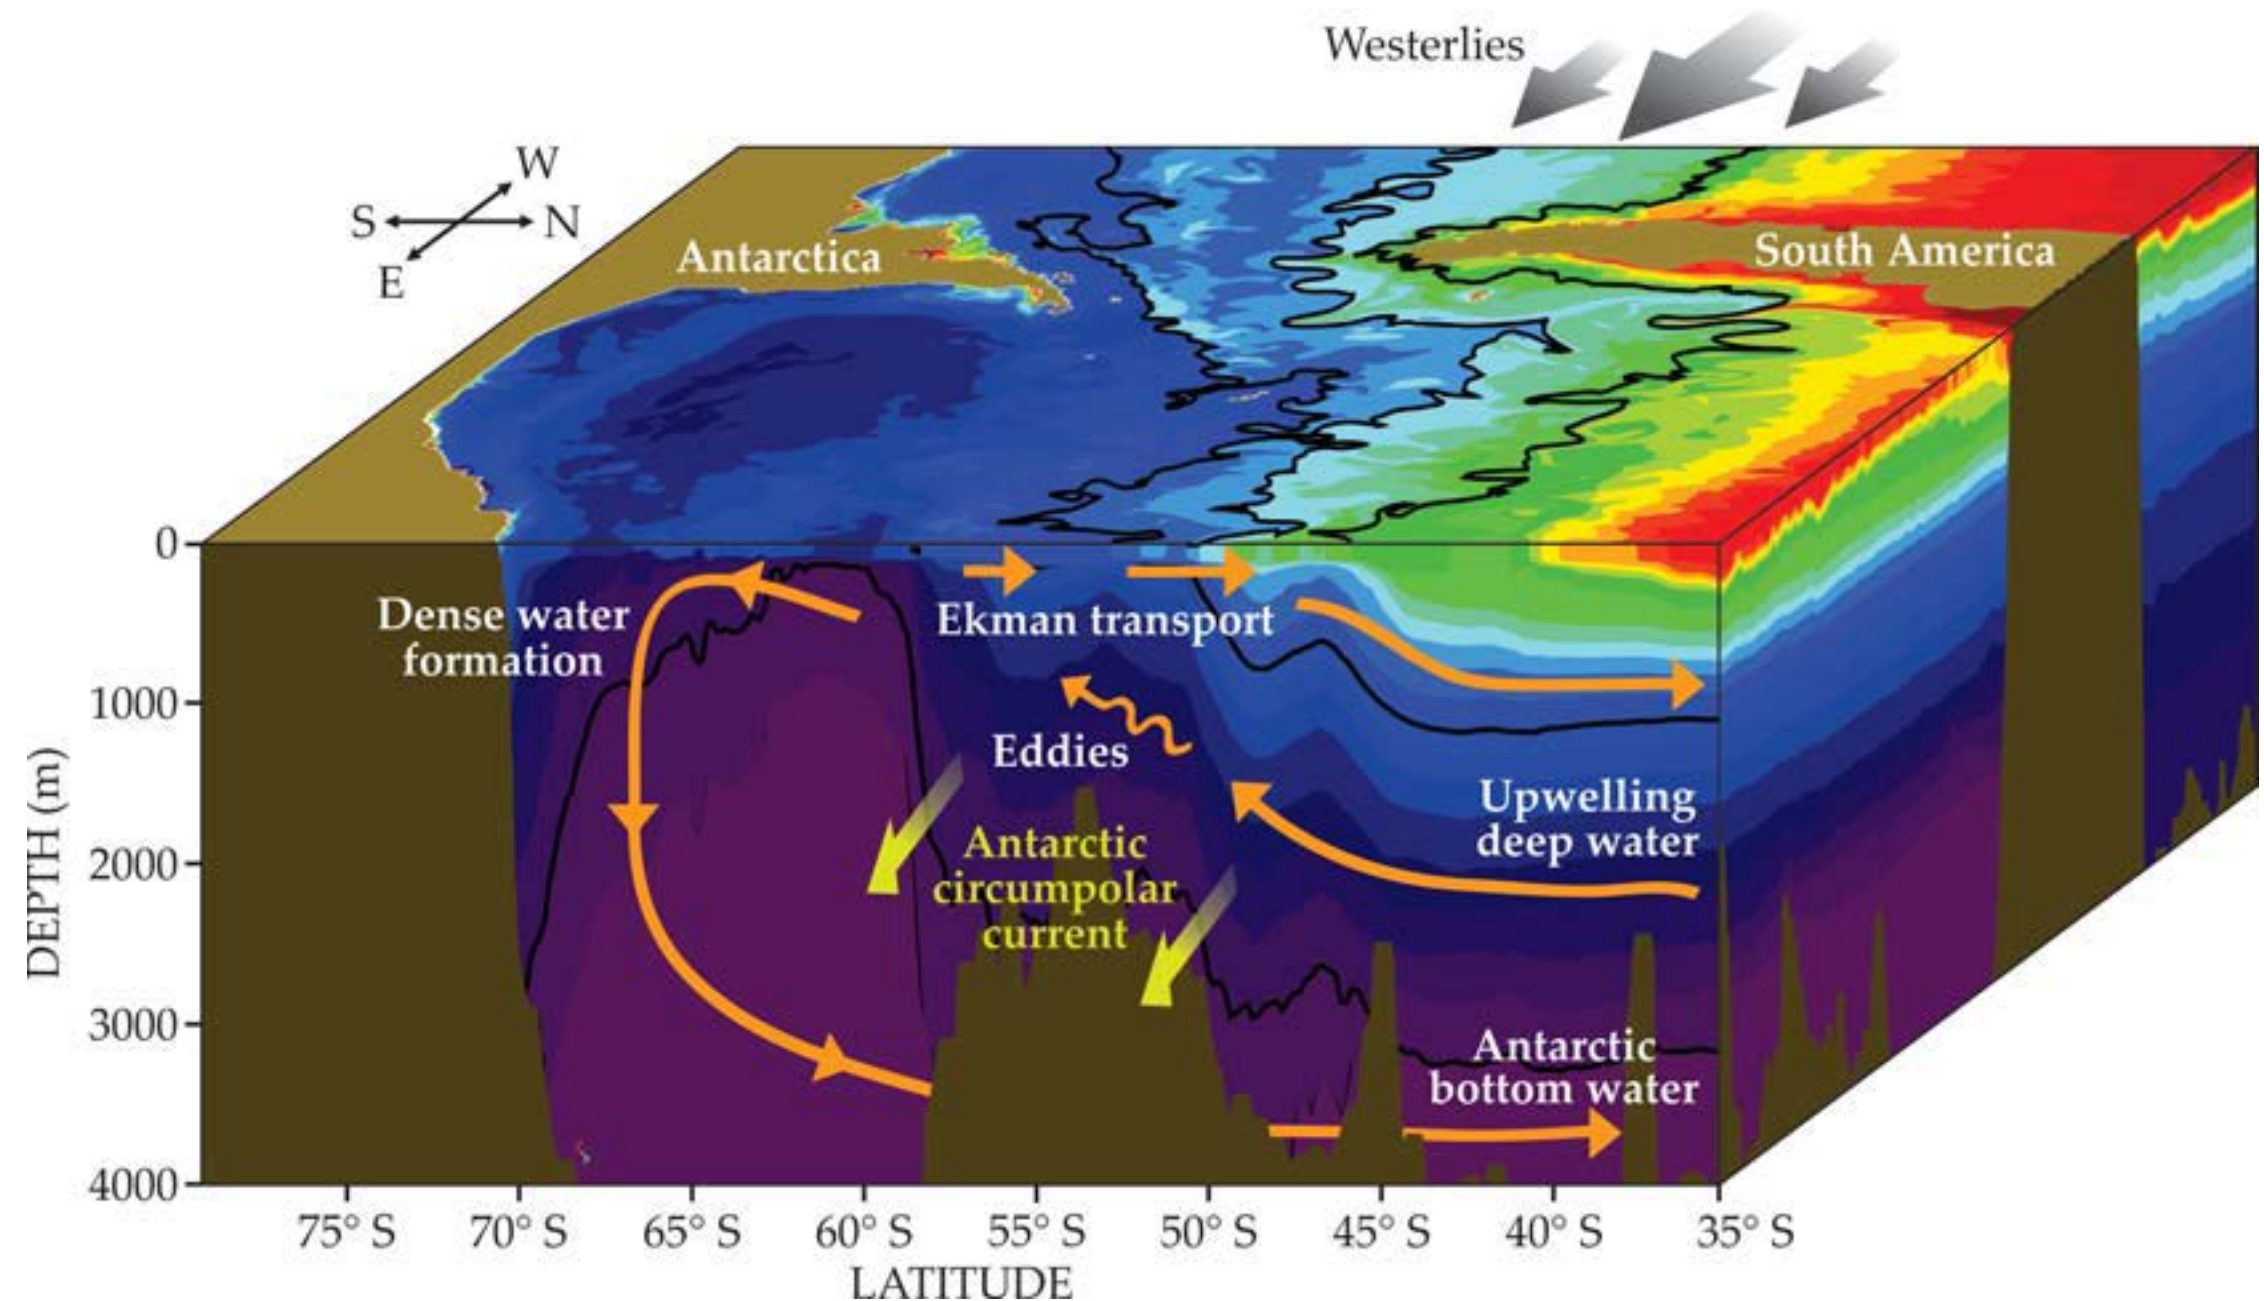 Westerlies
W
S
N
E
Antarctica
South America
0
Dense water
formation
Ekman transport
1000
Eddies
Upwelling
deep water
DEPTH (m)
2000
Antarctic
circumpolar
current
3000
Antarctic
bottom water
4000
75° S
70° S
65° S
60° S
55° S
50° S
45° S
40° S
35° S
LATITUDE